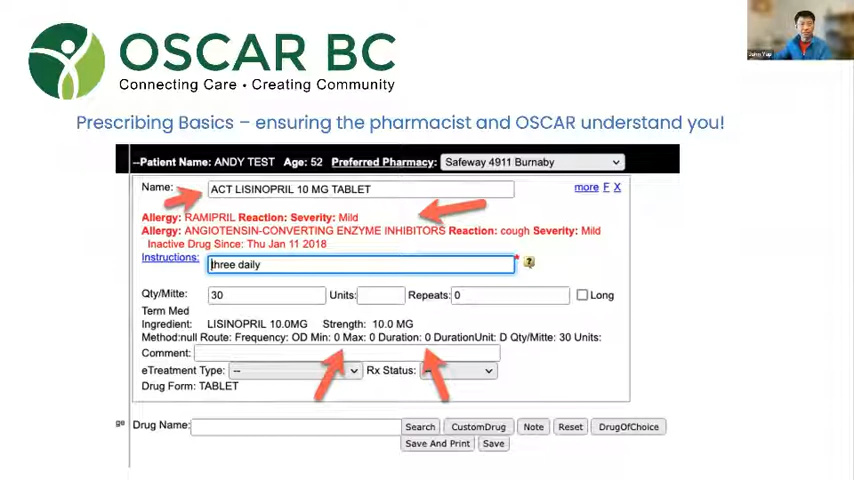 OSCAR BC
Connecting Care • Creating Community
John Yap
Prescribing Basics – ensuring the pharmacist and OSCAR understand you!
--Patient Name: ANDY TEST Age: 52 Preferred Pharmacy: Safeway 4911 Burnaby
Name: ACT LISINOPRIL 10 MG TABLET more F X
Allergy: RAMIPRIL Reaction: Severity: Mild
Allergy: ANGIOTENSIN-CONVERTING ENZYME INHIBITORS Reaction: cough Severity: Mild
Inactive Drug Since: Thu Jan 11 2018
Instructions: three daily * ?
Qty/Mitte: 30 Units: Repeats: 0 Long
Term Med
Ingredient: LISINOPRIL 10.0MG Strength: 10.0 MG
Method:null Route: Frequency: OD Min: 0 Max: 0 Duration: 0 DurationUnit: D Qty/Mitte: 30 Units:
Comment:
eTreatment Type: -- Rx Status: --
Drug Form: TABLET
ge Drug Name: Search CustomDrug Note Reset DrugOfChoice
Save And Print Save